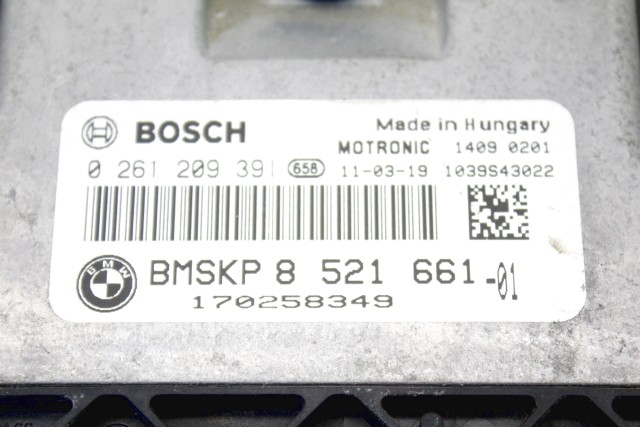 BOSCH
Made in Hungary
MOTRONIC 1409 0201
0 261 209 391 658 11-03-19 1039S43022
BMW BMSKP 8 521 661-01
170258349